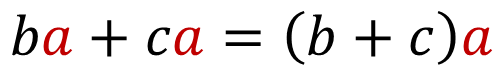 ba + ca = (b + c)a